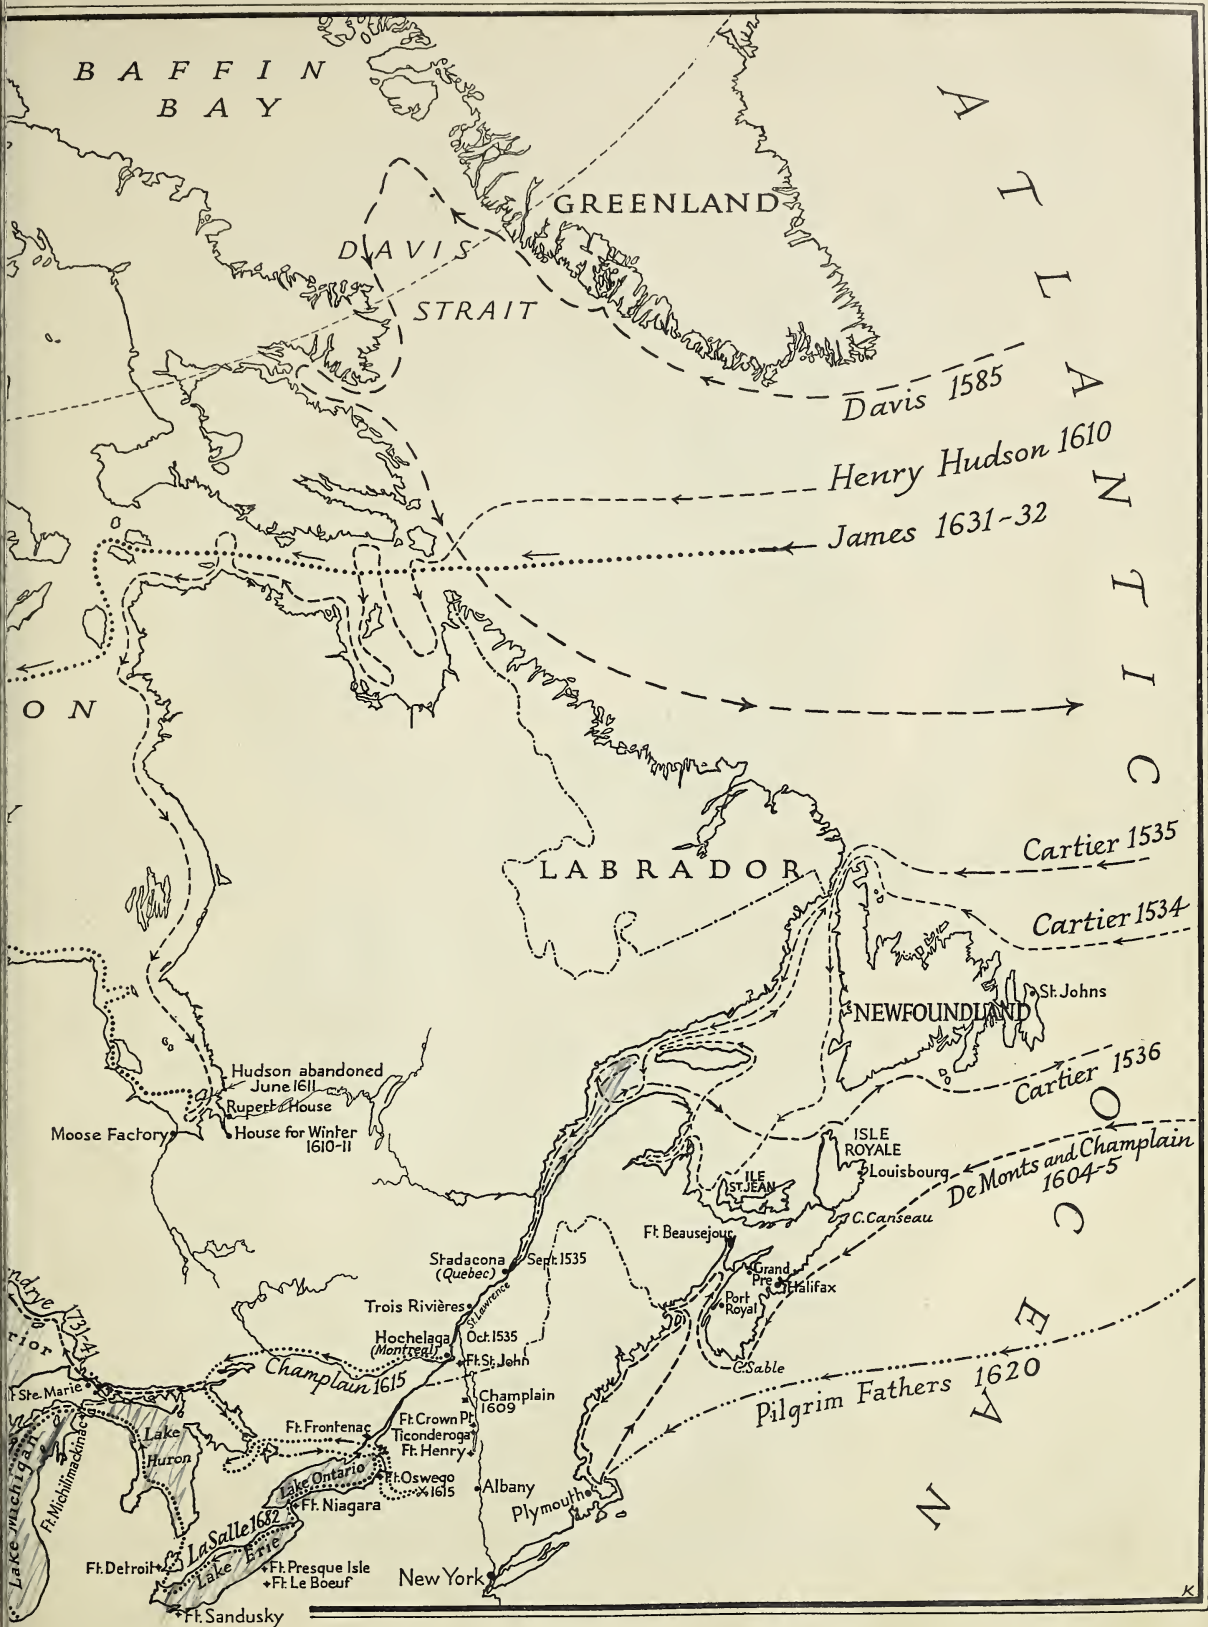 BAFFIN
BAY
ATLANTIC
OCEAN
GREENLAND
DAVIS
STRAIT
Davis 1585
Henry Hudson 1610
James 1631-32
ON
Cartier 1535
LABRADOR
Cartier 1534
St. Johns
NEWFOUNDLAND
Cartier 1536
Hudson abandoned
June 1611
Rupert House
Moose Factory
House for Winter
1610-11
ISLE
ROYALE
Louisbourg
De Monts and Champlain
1604-5
ILE
ST. JEAN
C. Canseau
Ft. Beausejour
Stadacona
(Quebec)
Sept. 1535
Grand
Pre
Halifax
Port
Royal
St. Lawrence
Trois Rivières
Hochelaga
(Montreal)
Oct. 1535
Ft. St. John
C. Sable
ndrye 1731-41
rior
Champlain 1615
Pilgrim Fathers 1620
F Ste. Marie
Champlain
1609
Ft. Crown Pt.
Ticonderoga
Ft. Henry
Ft. Frontenac
Lake
Huron
Lake Michigan
Ft. Michilimackinac
Lake Ontario
Ft. Oswego
X 1615
Albany
Ft. Niagara
Plymouth
La Salle 1682
Lake Erie
Ft. Detroit
Ft. Presque Isle
Ft. Le Boeuf
New York
Ft. Sandusky
K